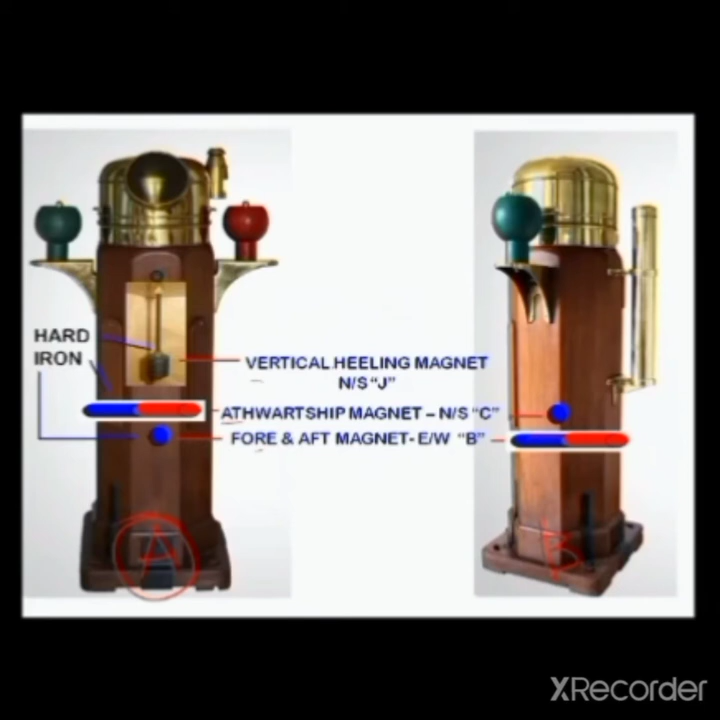 HARD
IRON
VERTICAL HEELING MAGNET
N/S "J"
ATHWARTSHIP MAGNET – N/S "C"
FORE & AFT MAGNET- E/W "B"
A
B
XRecorder